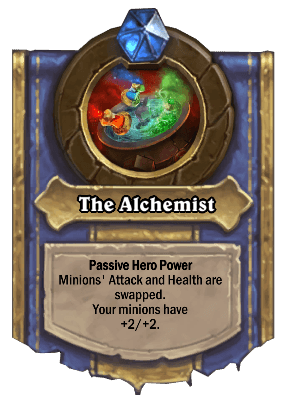 The Alchemist
Passive Hero Power
Minions' Attack and Health are
swapped.
Your minions have
+2/+2.